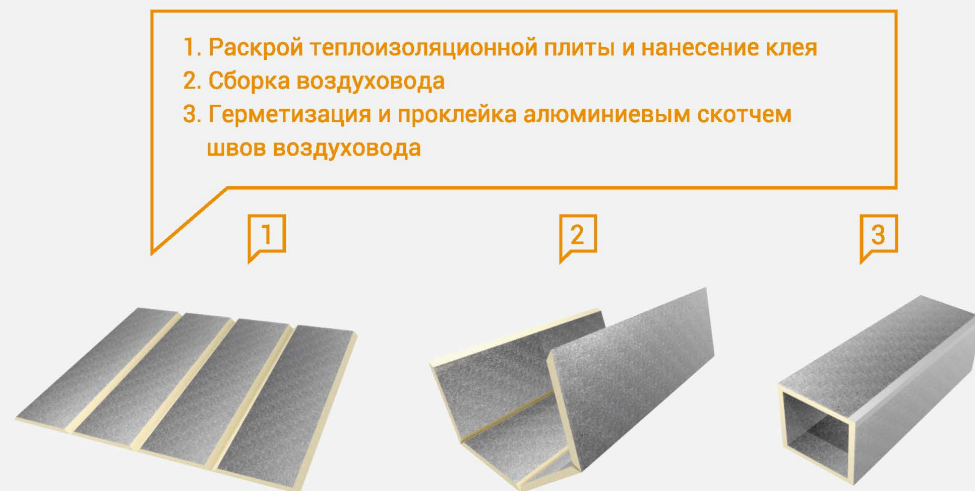 1. Раскрой теплоизоляционной плиты и нанесение клея
2. Сборка воздуховода
3. Герметизация и проклейка алюминиевым скотчем
швов воздуховода
1
2
3